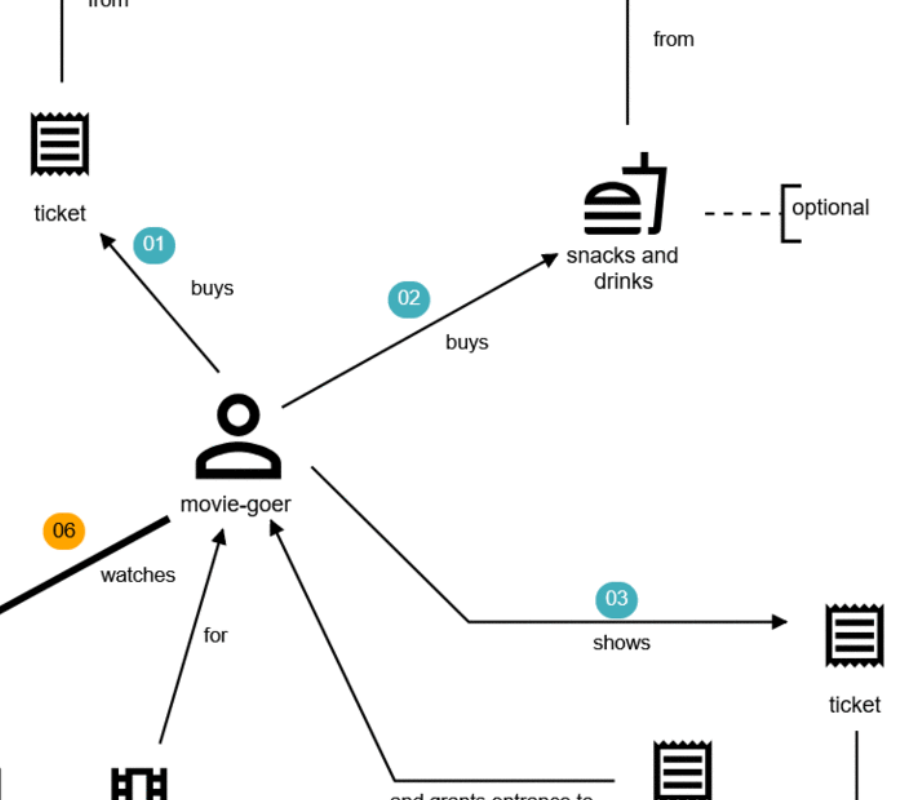 from
from
ticket
optional
01
snacks and
drinks
buys
02
buys
movie-goer
06
watches
03
for
shows
ticket
and grants entrance to